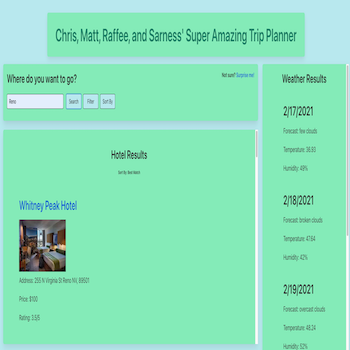 Chris, Matt, Raffee, and Sarness' Super Amazing Trip Planner
Where do you want to go?
Not sure? Surprise me!
Reno
Search
Filter
Sort By
Hotel Results
Sort By: Best Match
Whitney Peak Hotel
Address: 255 N Virginia St Reno NV, 89501
Price: $100
Rating: 3.5/5
Weather Results
2/17/2021
Forecast: few clouds
Temperature: 36.93
Humidity: 49%
2/18/2021
Forecast: broken clouds
Temperature: 47.64
Humidity: 42%
2/19/2021
Forecast: overcast clouds
Temperature: 48.24
Humidity: 52%